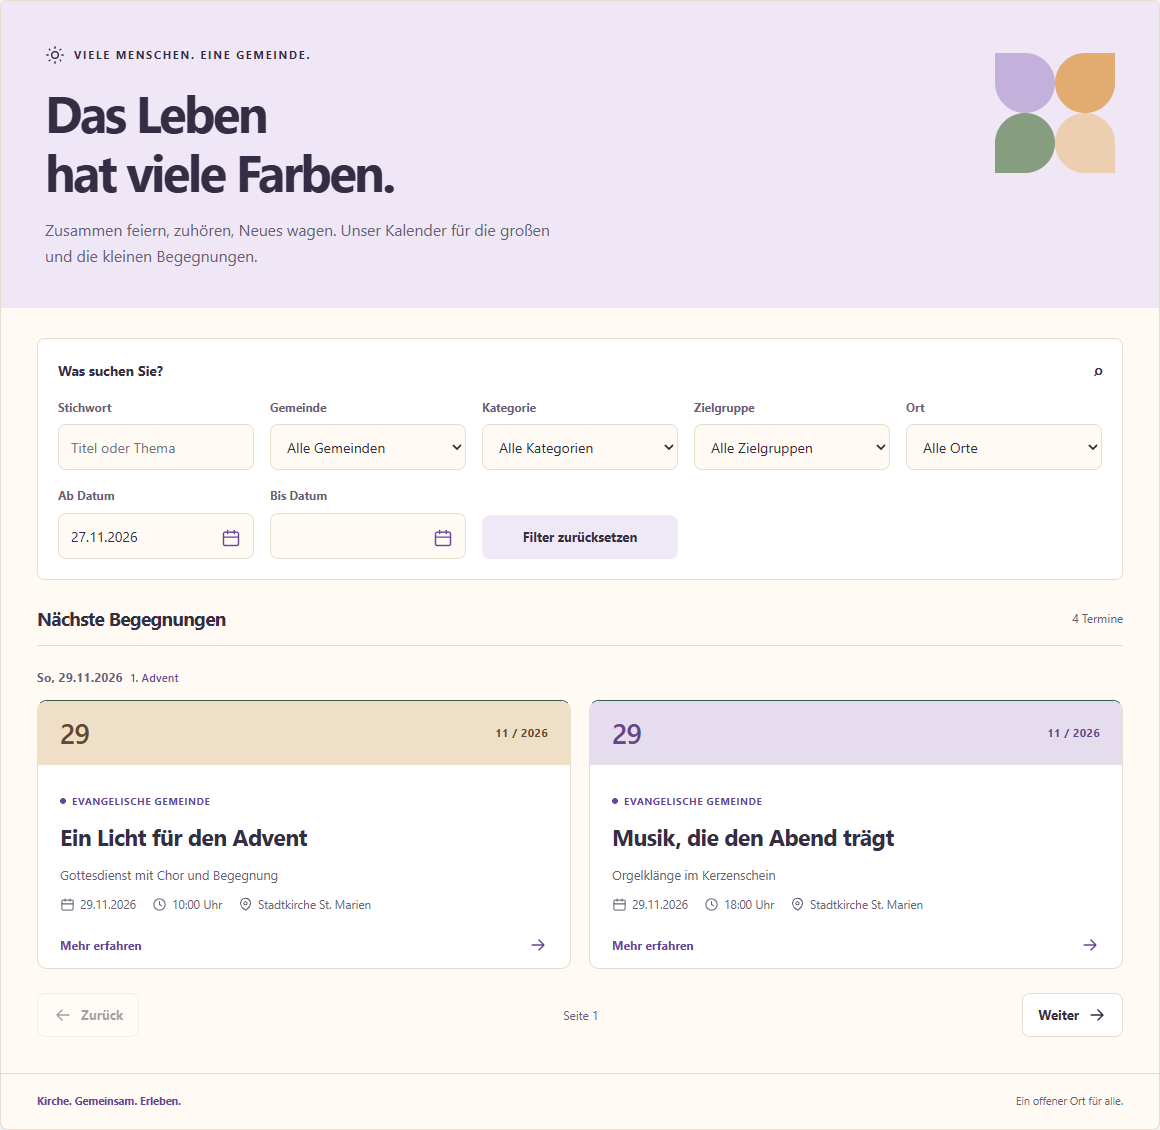 VIELE MENSCHEN. EINE GEMEINDE.
Das Leben
hat viele Farben.
Zusammen feiern, zuhören, Neues wagen. Unser Kalender für die großen
und die kleinen Begegnungen.
Was suchen Sie?
Stichwort Gemeinde Kategorie Zielgruppe Ort
Titel oder Thema Alle Gemeinden Alle Kategorien Alle Zielgruppen Alle Orte
Ab Datum Bis Datum
27.11.2026 Filter zurücksetzen
Nächste Begegnungen 4 Termine
So, 29.11.2026 1. Advent
29 11 / 2026
EVANGELISCHE GEMEINDE
Ein Licht für den Advent
Gottesdienst mit Chor und Begegnung
29.11.2026 10:00 Uhr Stadtkirche St. Marien
Mehr erfahren
29 11 / 2026
EVANGELISCHE GEMEINDE
Musik, die den Abend trägt
Orgelklänge im Kerzenschein
29.11.2026 18:00 Uhr Stadtkirche St. Marien
Mehr erfahren
Zurück Seite 1 Weiter
Kirche. Gemeinsam. Erleben. Ein offener Ort für alle.